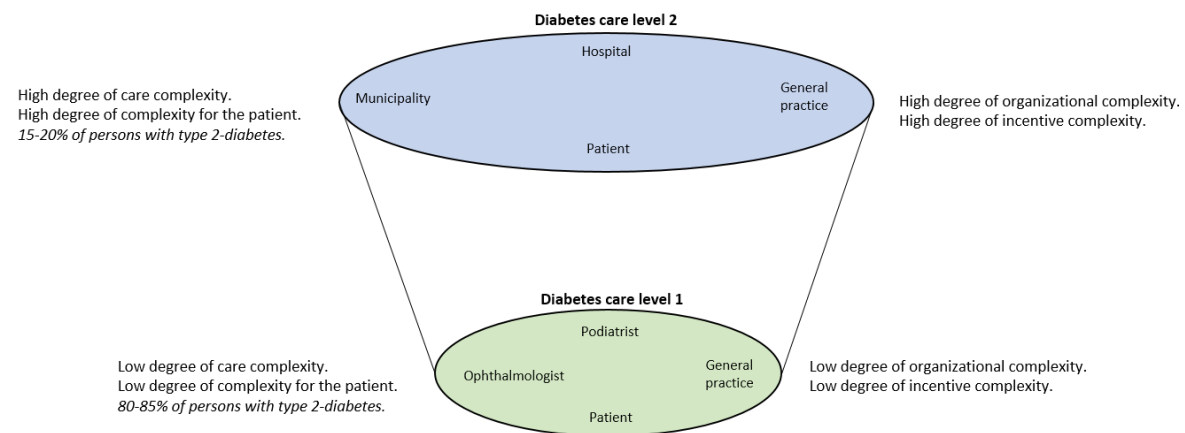 Diabetes care level 2
Hospital
Municipality
General
practice
Patient
High degree of care complexity.
High degree of complexity for the patient.
15-20% of persons with type 2-diabetes.
High degree of organizational complexity.
High degree of incentive complexity.
Diabetes care level 1
Podiatrist
Ophthalmologist
General
practice
Patient
Low degree of care complexity.
Low degree of complexity for the patient.
80-85% of persons with type 2-diabetes.
Low degree of organizational complexity.
Low degree of incentive complexity.